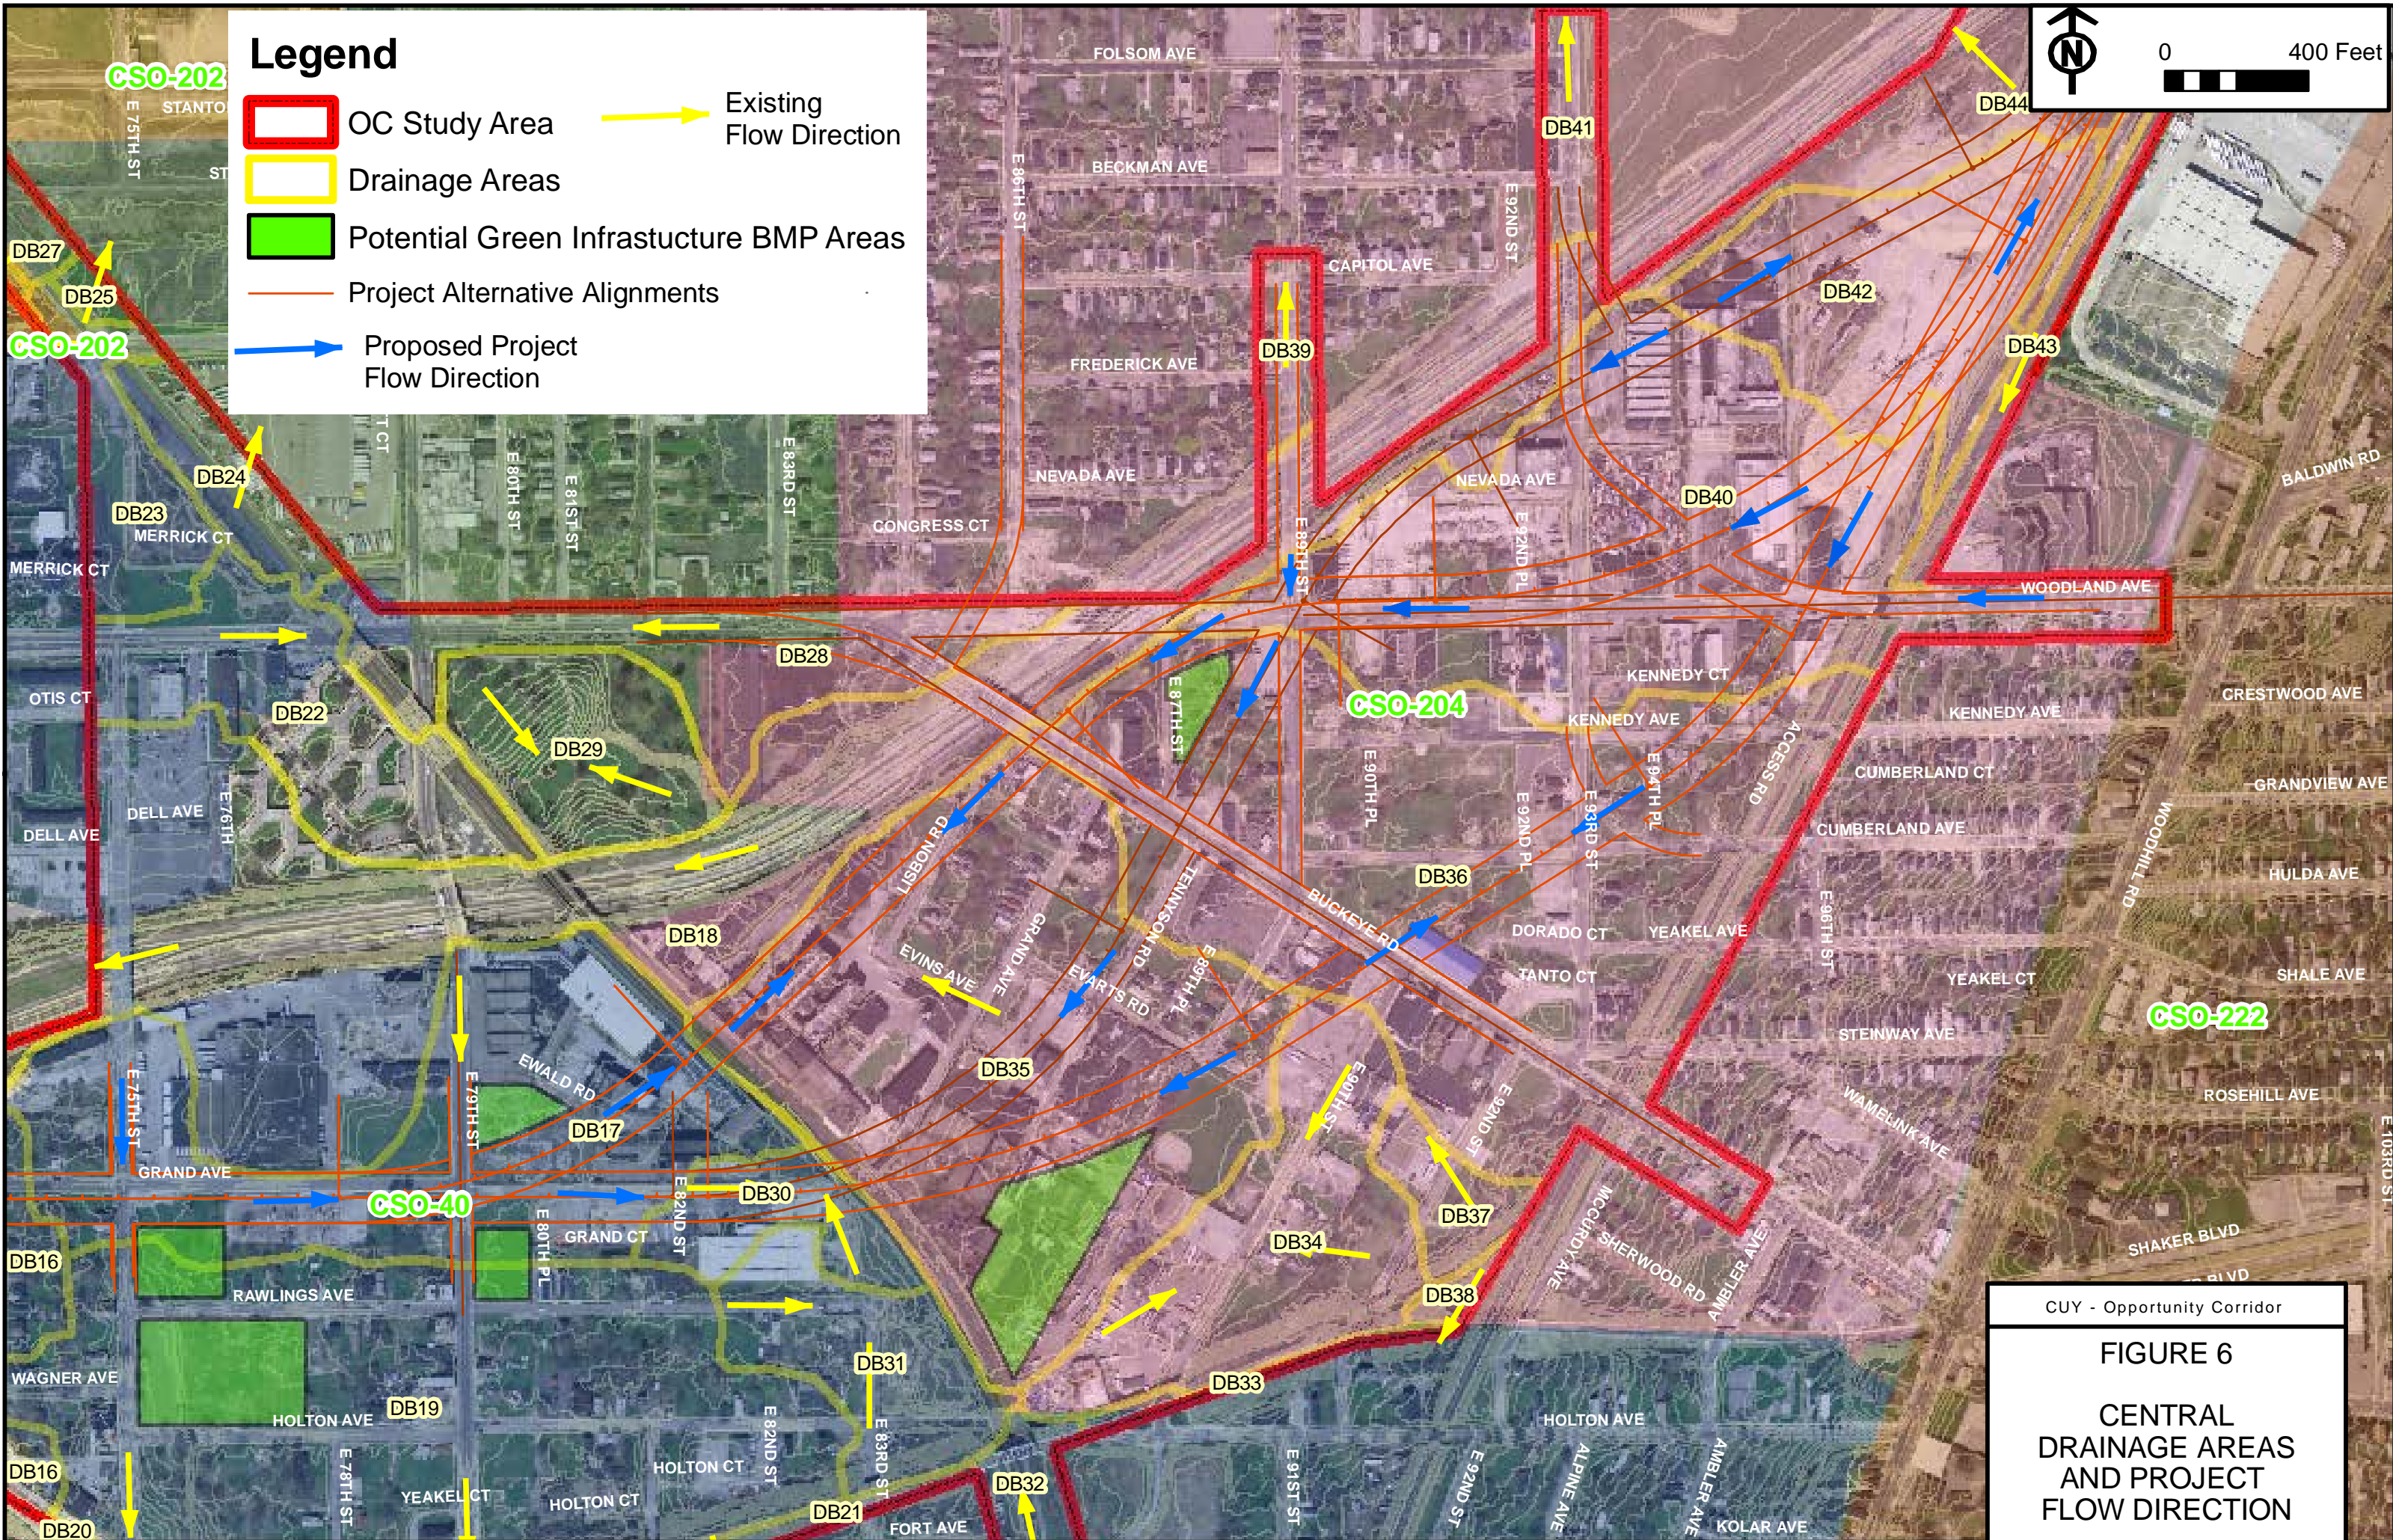 Legend
OC Study Area
Existing
Flow Direction
Drainage Areas
Potential Green Infrastucture BMP Areas
Project Alternative Alignments
Proposed Project
Flow Direction
N
0 400 Feet
CSO-202
E 75TH ST
STANTO
ST
FOLSOM AVE
BECKMAN AVE
E 86TH ST
E 92ND ST
DB41
DB44
DB27
DB25
CSO-202
CAPITOL AVE
DB39
FREDERICK AVE
DB42
DB43
T CT
DB24
DB23
MERRICK CT
MERRICK CT
E 80TH ST
E 81ST ST
E 83RD ST
NEVADA AVE
CONGRESS CT
NEVADA AVE
E 89TH ST
E 92ND PL
DB40
BALDWIN RD
WOODLAND AVE
DB28
OTIS CT
DB22
DB29
E 87TH ST
CSO-204
KENNEDY CT
KENNEDY AVE
KENNEDY AVE
CRESTWOOD AVE
DELL AVE
DELL AVE
E 76TH
E 90TH PL
E 92ND PL
E 93RD ST
E 94TH PL
ACCESS RD
CUMBERLAND CT
CUMBERLAND AVE
GRANDVIEW AVE
WOODHILL RD
HULDA AVE
LISBON RD
DB18
GRAND AVE
TENNYSON RD
BUCKEYE RD
DB36
DORADO CT
YEAKEL AVE
E 96TH ST
EVINS AVE
EVARTS RD
E 89TH PL
TANTO CT
YEAKEL CT
SHALE AVE
CSO-222
STEINWAY AVE
DB35
E 75TH ST
E 79TH ST
EWALD RD
DB17
E 90TH ST
E 92ND ST
WAMELINK AVE
ROSEHILL AVE
E 103RD ST
GRAND AVE
CSO-40
E 82ND ST
DB30
DB37
MCCURDY AVE
SHERWOOD RD
AMBLER AVE
SHAKER BLVD
ER BLVD
DB16
E 80TH PL
GRAND CT
DB34
RAWLINGS AVE
DB38
WAGNER AVE
DB31
DB33
DB19
HOLTON AVE
HOLTON AVE
E 78TH ST
E 82ND ST
E 83RD ST
E 91ST ST
E 92ND ST
ALPINE AVE
AMBLER AVE
DB16
HOLTON CT
HOLTON CT
YEAKEL CT
DB32
DB21
DB20
FORT AVE
KOLAR AVE
CUY - Opportunity Corridor
FIGURE 6
CENTRAL
DRAINAGE AREAS
AND PROJECT
FLOW DIRECTION